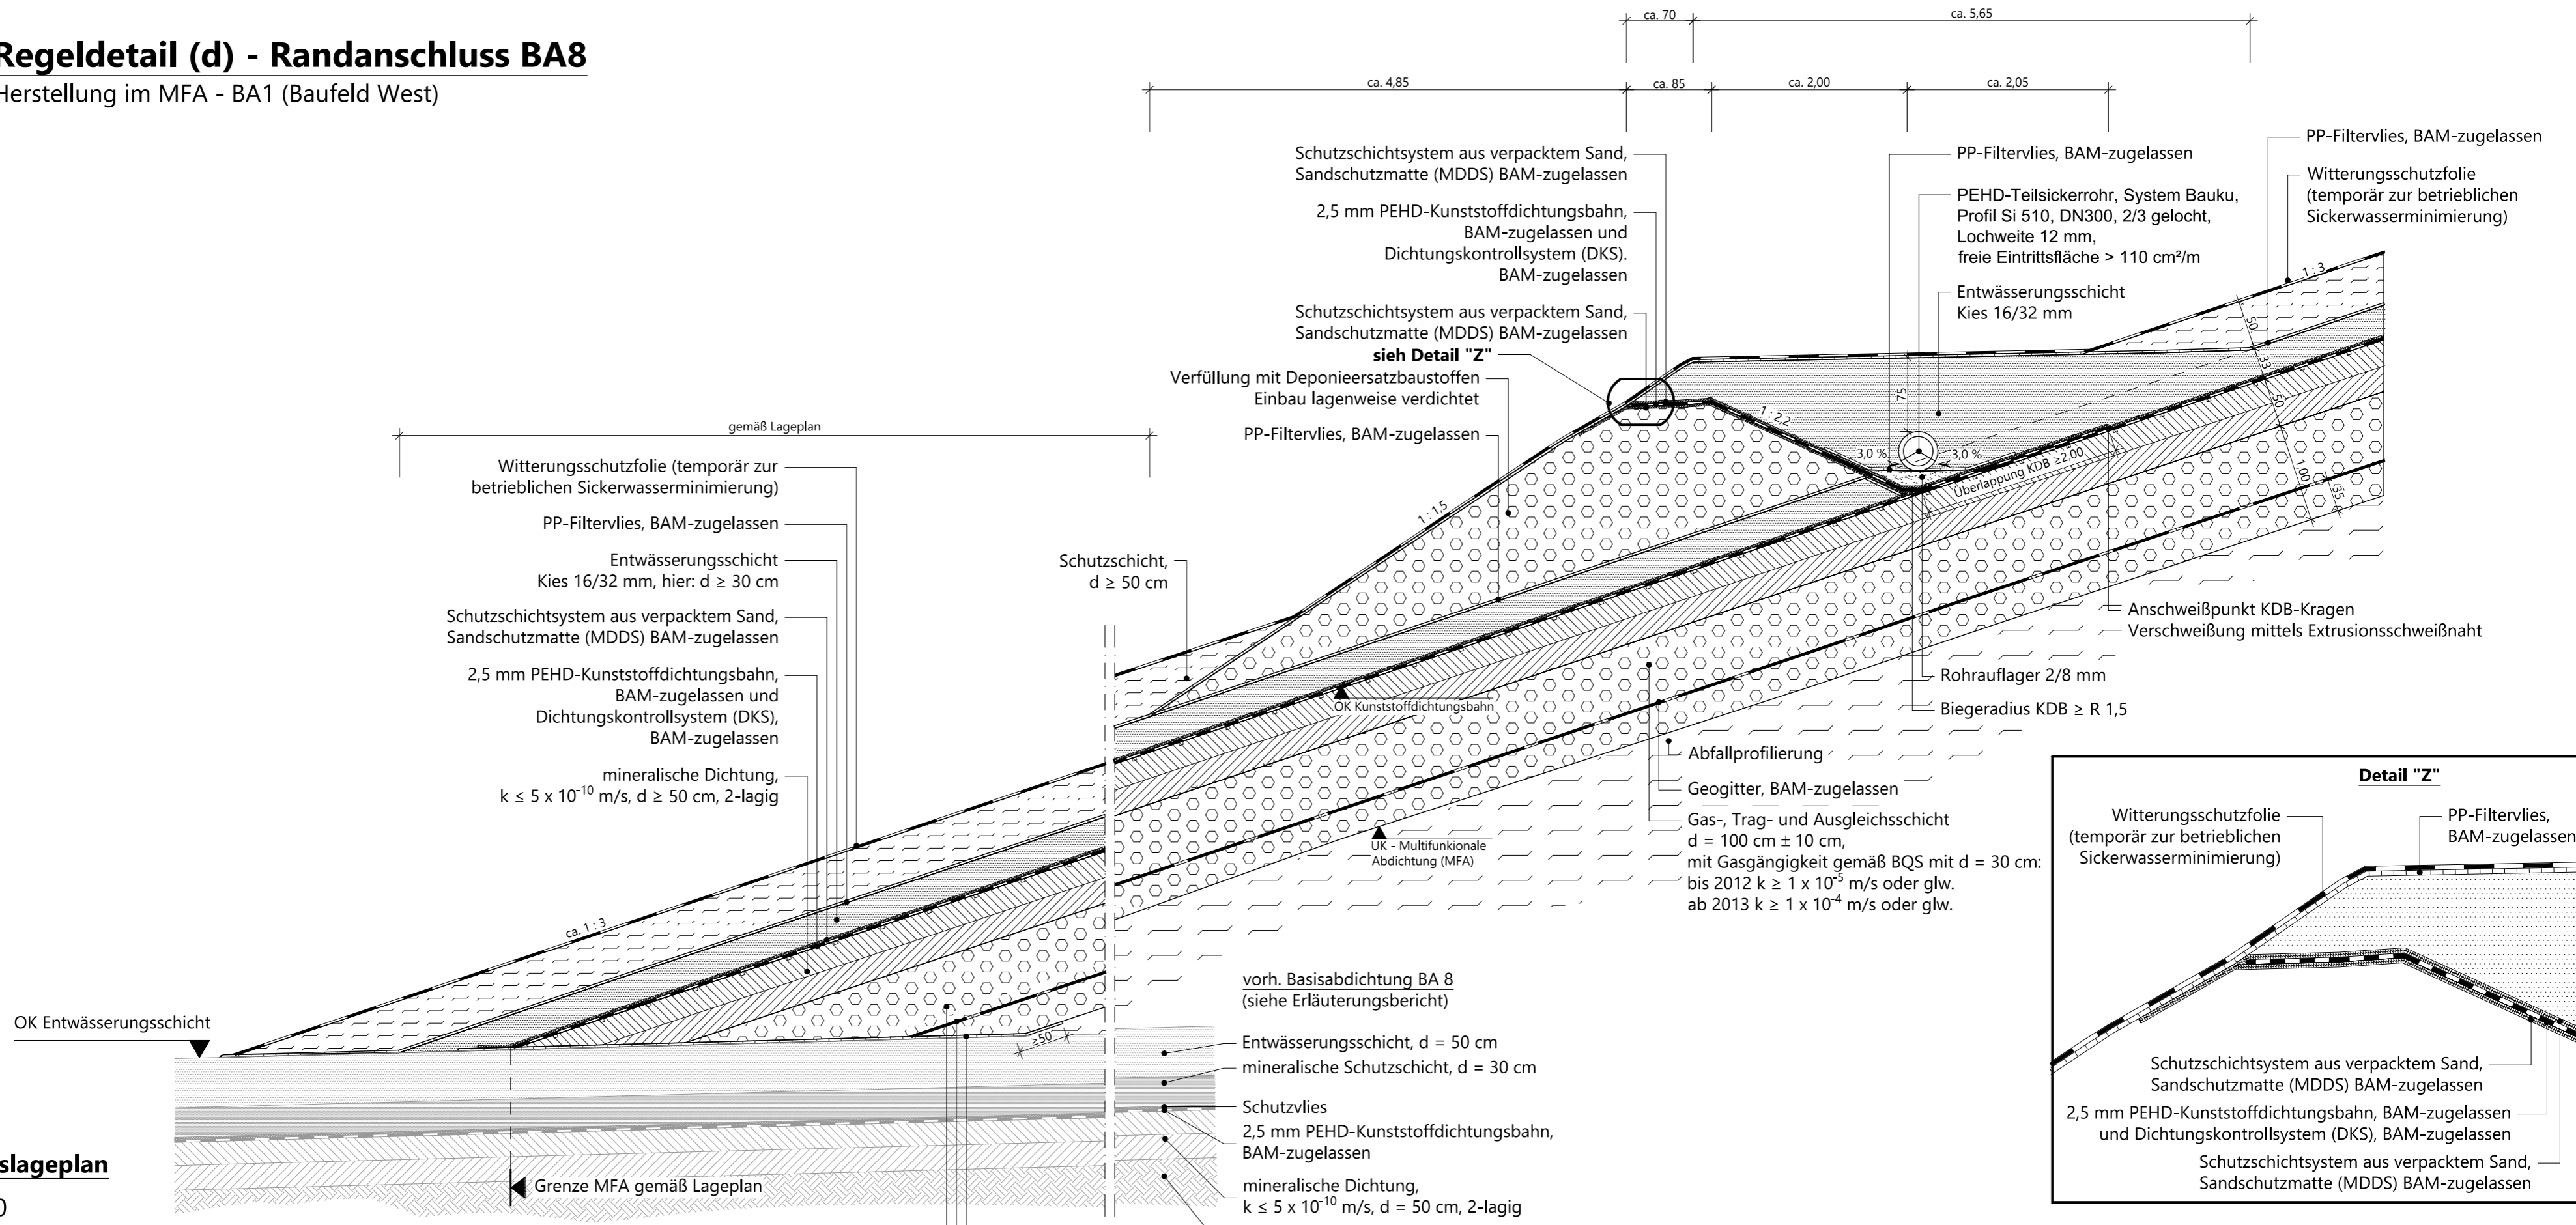 Regeldetail (d) - Randanschluss BA8
Herstellung im MFA - BA1 (Baufeld West)
ca. 70
ca. 5,65
ca. 4,85
ca. 85
ca. 2,00
ca. 2,05
Schutzschichtsystem aus verpacktem Sand,
Sandschutzmatte (MDDS) BAM-zugelassen
2,5 mm PEHD-Kunststoffdichtungsbahn,
BAM-zugelassen und
Dichtungskontrollsystem (DKS).
BAM-zugelassen
Schutzschichtsystem aus verpacktem Sand,
Sandschutzmatte (MDDS) BAM-zugelassen
sieh Detail "Z"
Verfüllung mit Deponieersatzbaustoffen
Einbau lagenweise verdichtet
PP-Filtervlies, BAM-zugelassen
PP-Filtervlies, BAM-zugelassen
PEHD-Teilsickerrohr, System Bauku,
Profil Si 510, DN300, 2/3 gelocht,
Lochweite 12 mm,
freie Eintrittsfläche > 110 cm²/m
Entwässerungsschicht
Kies 16/32 mm
PP-Filtervlies, BAM-zugelassen
Witterungsschutzfolie
(temporär zur betrieblichen
Sickerwasserminimierung)
1 : 3
50
33
50
1,00
35
75
1 : 2,2
3,0 %
3,0 %
Überlappung KDB ≥2,00
1 : 1,5
gemäß Lageplan
Witterungsschutzfolie (temporär zur
betrieblichen Sickerwasserminimierung)
PP-Filtervlies, BAM-zugelassen
Entwässerungsschicht
Kies 16/32 mm, hier: d ≥ 30 cm
Schutzschichtsystem aus verpacktem Sand,
Sandschutzmatte (MDDS) BAM-zugelassen
2,5 mm PEHD-Kunststoffdichtungsbahn,
BAM-zugelassen und
Dichtungskontrollsystem (DKS),
BAM-zugelassen
mineralische Dichtung,
k ≤ 5 x 10⁻¹⁰ m/s, d ≥ 50 cm, 2-lagig
Schutzschicht,
d ≥ 50 cm
OK Kunststoffdichtungsbahn
UK - Multifunkionale
Abdichtung (MFA)
Anschweißpunkt KDB-Kragen
Verschweißung mittels Extrusionsschweißnaht
Rohrauflager 2/8 mm
Biegeradius KDB ≥ R 1,5
Abfallprofilierung
Geogitter, BAM-zugelassen
Gas-, Trag- und Ausgleichsschicht
d = 100 cm ± 10 cm,
mit Gasgängigkeit gemäß BQS mit d = 30 cm:
bis 2012 k ≥ 1 x 10⁻⁵ m/s oder glw.
ab 2013 k ≥ 1 x 10⁻⁴ m/s oder glw.
ca. 1 : 3
OK Entwässerungsschicht
≥50
vorh. Basisabdichtung BA 8
(siehe Erläuterungsbericht)
Entwässerungsschicht, d = 50 cm
mineralische Schutzschicht, d = 30 cm
Schutzvlies
2,5 mm PEHD-Kunststoffdichtungsbahn,
BAM-zugelassen
mineralische Dichtung,
k ≤ 5 x 10⁻¹⁰ m/s, d = 50 cm, 2-lagig
Grenze MFA gemäß Lageplan
slageplan
0
Detail "Z"
Witterungsschutzfolie
(temporär zur betrieblichen
Sickerwasserminimierung)
PP-Filtervlies,
BAM-zugelassen
Schutzschichtsystem aus verpacktem Sand,
Sandschutzmatte (MDDS) BAM-zugelassen
2,5 mm PEHD-Kunststoffdichtungsbahn, BAM-zugelassen
und Dichtungskontrollsystem (DKS), BAM-zugelassen
Schutzschichtsystem aus verpacktem Sand,
Sandschutzmatte (MDDS) BAM-zugelassen